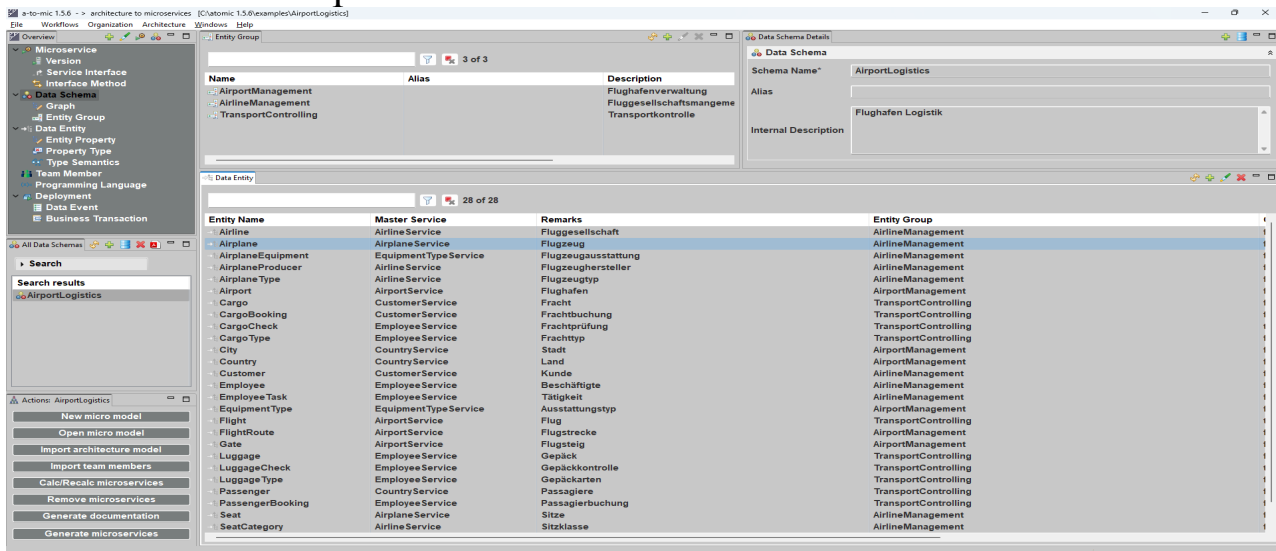 a-to-mic 1.5.6 - > architecture to microservices [C:\atomic 1.5.6\examples\AirportLogistics]
File Workflows Organization Architecture Windows Help
Overview
Microservice
Version
Service Interface
Interface Method
Data Schema
Graph
Entity Group
Data Entity
Entity Property
Property Type
Type Semantics
Team Member
Programming Language
Deployment
Data Event
Business Transaction
All Data Schemas
Search
Search results
AirportLogistics
Actions: AirportLogistics
New micro model
Open micro model
Import architecture model
Import team members
Calc/Recalc microservices
Remove microservices
Generate documentation
Generate microservices
Entity Group
3 of 3
Name Alias Description
AirportManagement Flughafenverwaltung
AirlineManagement Fluggesellschaftsmangeme
TransportControlling Transportkontrolle
Data Schema Details
Data Schema
Schema Name* AirportLogistics
Alias
Internal Description Flughafen Logistik
Data Entity
28 of 28
Entity Name Master Service Remarks Entity Group
Airline AirlineService Fluggesellschaft AirlineManagement
Airplane AirplaneService Flugzeug AirlineManagement
AirplaneEquipment EquipmentTypeService Flugzeugausstattung AirlineManagement
AirplaneProducer AirlineService Flugzeughersteller AirlineManagement
AirplaneType AirlineService Flugzeugtyp AirlineManagement
Airport AirportService Flughafen AirportManagement
Cargo CustomerService Fracht TransportControlling
CargoBooking CustomerService Frachtbuchung TransportControlling
CargoCheck EmployeeService Frachtprüfung TransportControlling
CargoType EmployeeService Frachttyp TransportControlling
City CountryService Stadt AirportManagement
Country CountryService Land AirportManagement
Customer CustomerService Kunde AirlineManagement
Employee EmployeeService Beschäftigte AirlineManagement
EmployeeTask EmployeeService Tätigkeit AirlineManagement
EquipmentType EquipmentTypeService Ausstattungstyp AirportManagement
Flight AirportService Flug TransportControlling
FlightRoute AirportService Flugstrecke AirportManagement
Gate AirportService Flugsteig AirportManagement
Luggage EmployeeService Gepäck TransportControlling
LuggageCheck EmployeeService Gepäckkontrolle TransportControlling
LuggageType EmployeeService Gepäckarten TransportControlling
Passenger CountryService Passagiere TransportControlling
PassengerBooking EmployeeService Passagierbuchung TransportControlling
Seat AirplaneService Sitze AirlineManagement
SeatCategory AirlineService Sitzklasse AirlineManagement